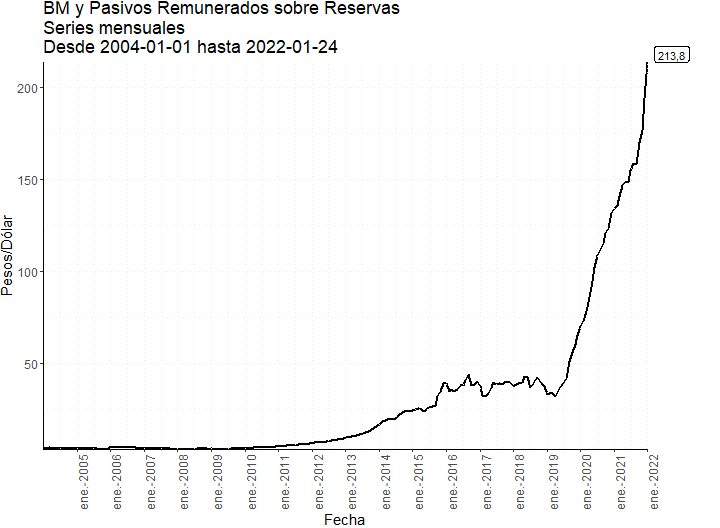 BM y Pasivos Remunerados sobre Reservas
Series mensuales
Desde 2004-01-01 hasta 2022-01-24
213,8
200
150
100
50
Pesos/Dólar
ene.-2005
ene.-2006
ene.-2007
ene.-2008
ene.-2009
ene.-2010
ene.-2011
ene.-2012
ene.-2013
ene.-2014
ene.-2015
ene.-2016
ene.-2017
ene.-2018
ene.-2019
ene.-2020
ene.-2021
ene.-2022
Fecha